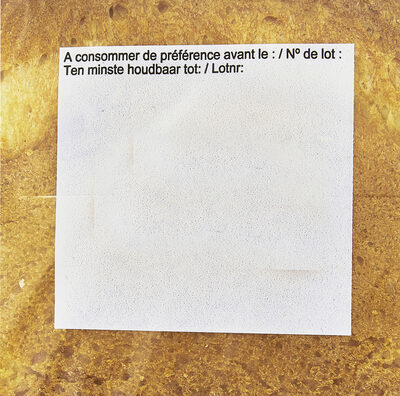 A consommer de préférence avant le : / Nº de lot :
Ten minste houdbaar tot: / Lotnr: